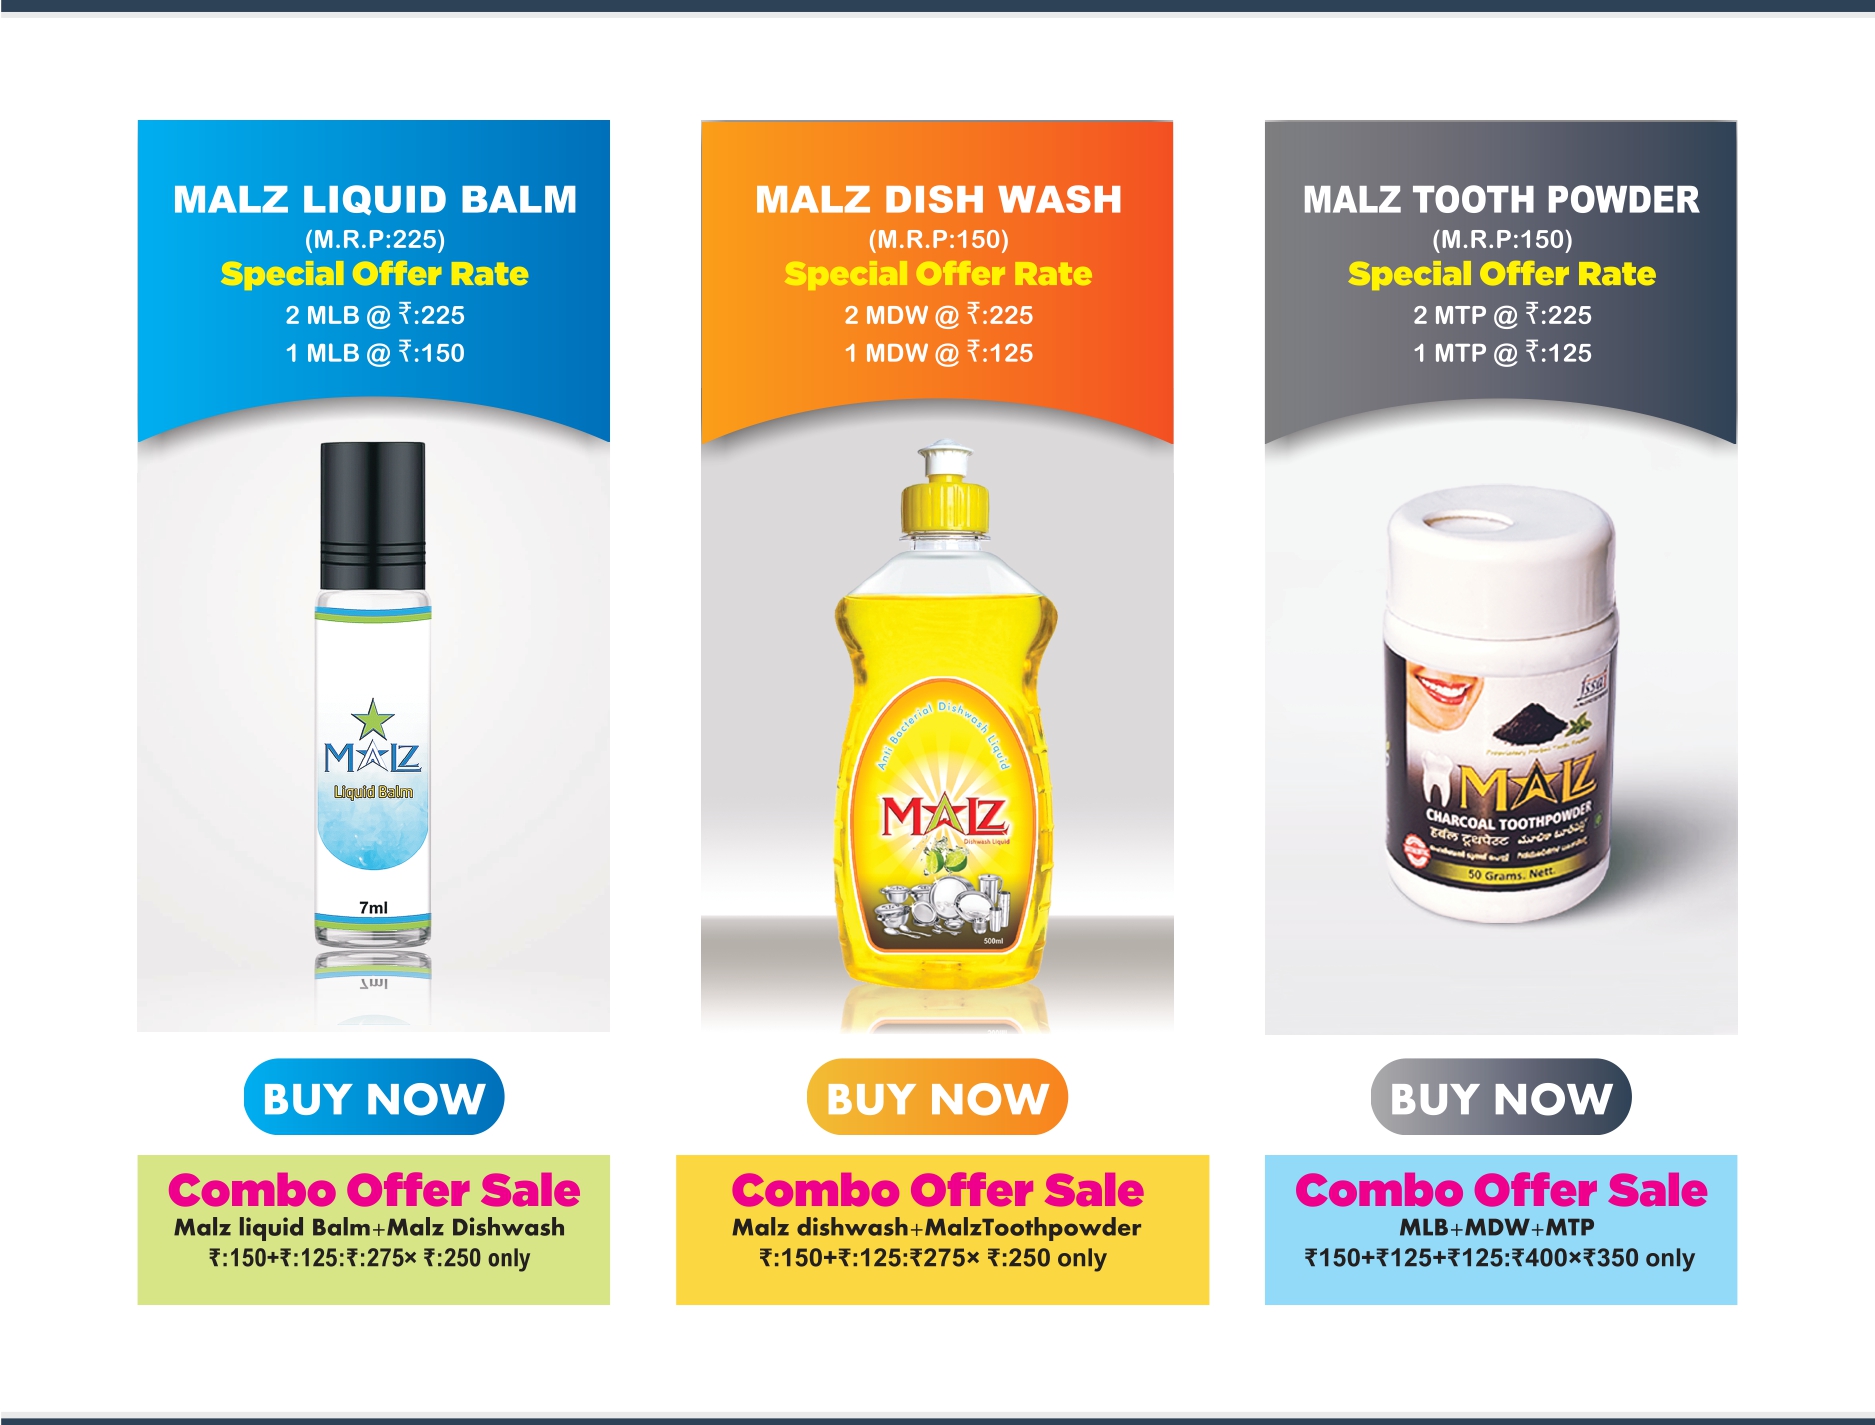 MALZ LIQUID BALM
(M.R.P:225)
Special Offer Rate
2 MLB @ ₹:225
1 MLB @ ₹:150
MALZ
Liquid Balm
7ml
BUY NOW
Combo Offer Sale
Malz liquid Balm+Malz Dishwash
₹:150+₹:125:₹:275× ₹:250 only
MALZ DISH WASH
(M.R.P:150)
Special Offer Rate
2 MDW @ ₹:225
1 MDW @ ₹:125
Anti Bacterial Dishwash Liquid
MALZ
Dishwash Liquid
500ml
BUY NOW
Combo Offer Sale
Malz dishwash+MalzToothpowder
₹:150+₹:125:₹275× ₹:250 only
MALZ TOOTH POWDER
(M.R.P:150)
Special Offer Rate
2 MTP @ ₹:225
1 MTP @ ₹:125
fssai
MALZ
CHARCOAL TOOTHPOWDER
50 Grams. Nett.
BUY NOW
Combo Offer Sale
MLB+MDW+MTP
₹150+₹125+₹125:₹400×₹350 only